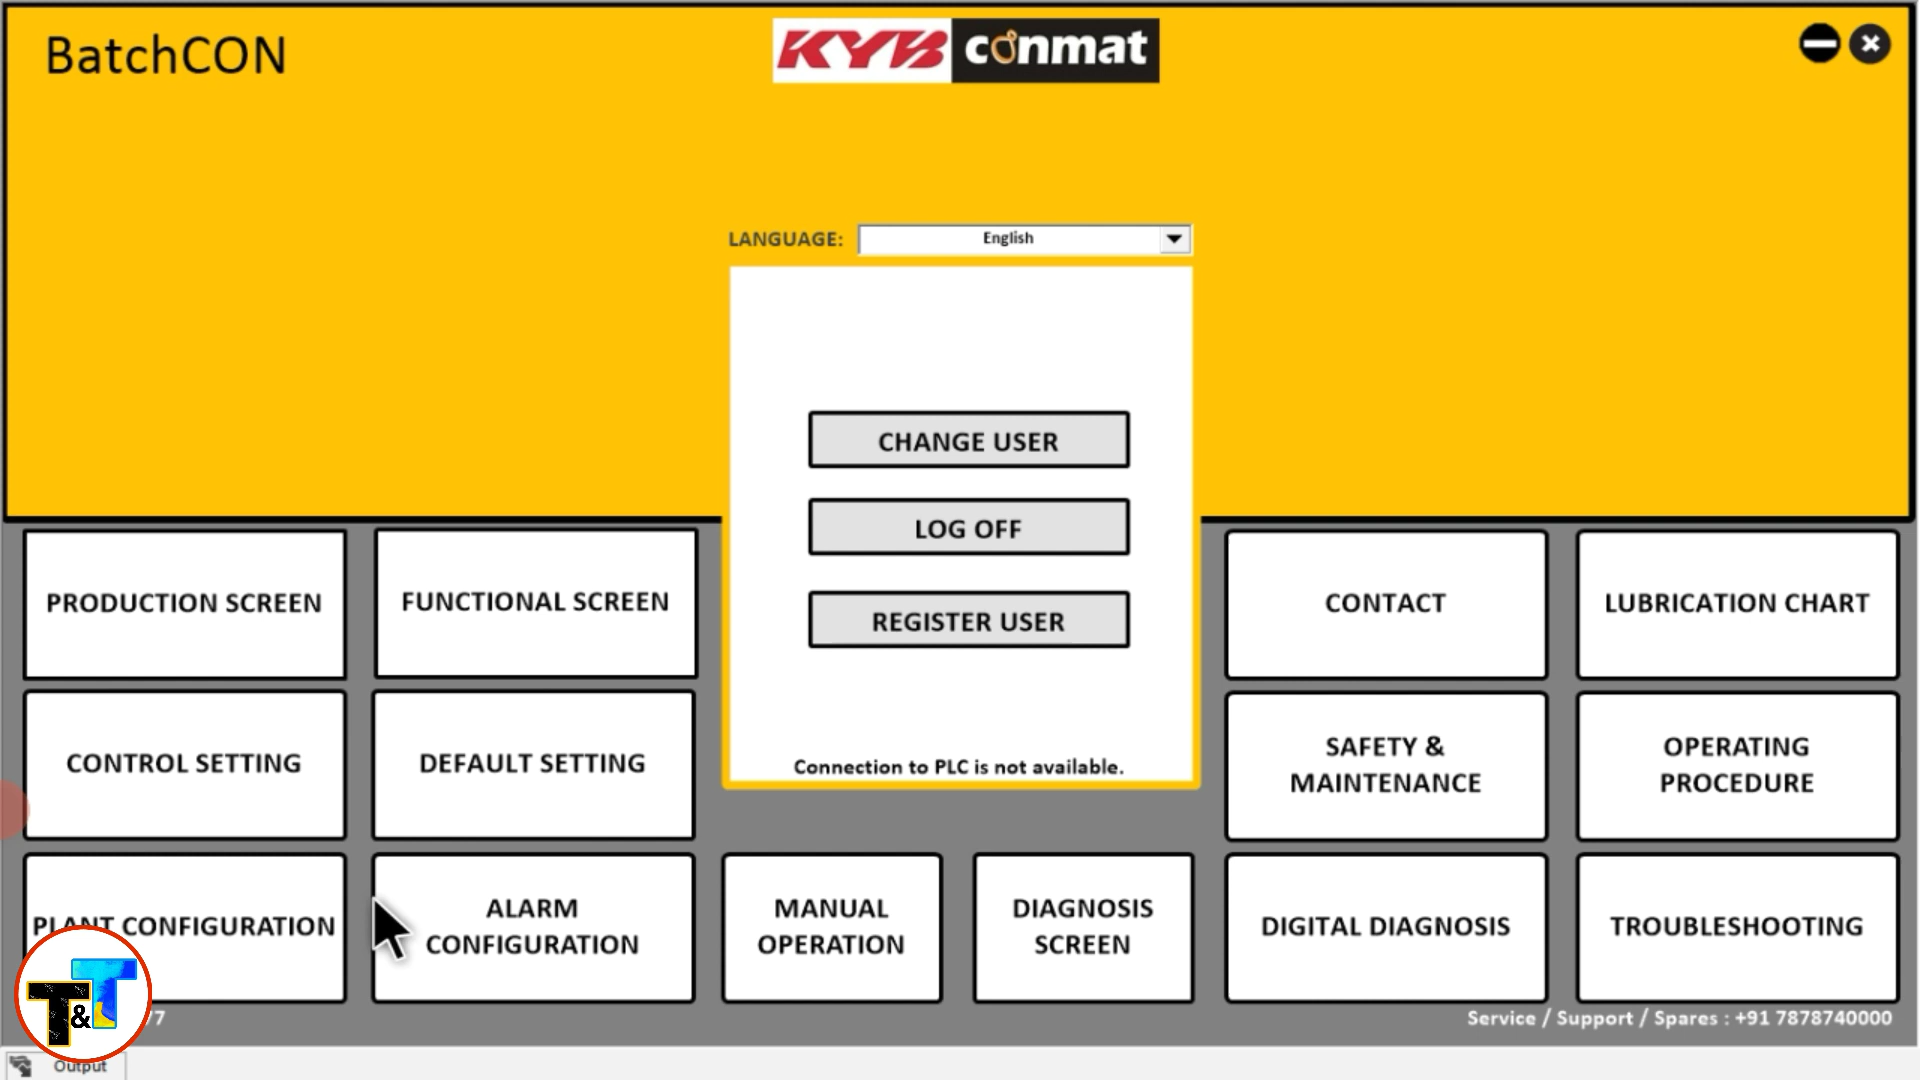 BatchCON
KYB conmat
LANGUAGE: English
CHANGE USER
LOG OFF
REGISTER USER
Connection to PLC is not available.
PRODUCTION SCREEN
FUNCTIONAL SCREEN
CONTACT
LUBRICATION CHART
CONTROL SETTING
DEFAULT SETTING
SAFETY &
MAINTENANCE
OPERATING
PROCEDURE
PLANT CONFIGURATION
ALARM
CONFIGURATION
MANUAL
OPERATION
DIAGNOSIS
SCREEN
DIGITAL DIAGNOSIS
TROUBLESHOOTING
T&T
Service / Support / Spares : +91 7878740000
Output